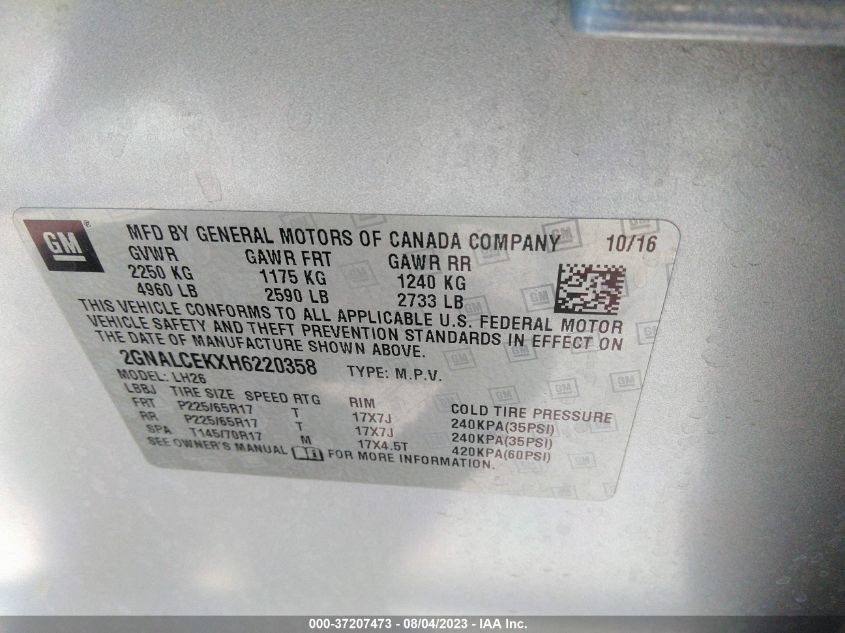 GM ®
MFD BY GENERAL MOTORS OF CANADA COMPANY 10/16
GVWR GAWR FRT GAWR RR
2250 KG 1175 KG 1240 KG
4960 LB 2590 LB 2733 LB
THIS VEHICLE CONFORMS TO ALL APPLICABLE U.S. FEDERAL MOTOR
VEHICLE SAFETY AND THEFT PREVENTION STANDARDS IN EFFECT ON
THE DATE OF MANUFACTURE SHOWN ABOVE.
2GNALCEKXH6220358 TYPE: M.P.V.
MODEL: LH26
LBBJ TIRE SIZE SPEED RTG RIM COLD TIRE PRESSURE
FRT P225/65R17 T 17X7J 240KPA(35PSI)
RR P225/65R17 T 17X7J 240KPA(35PSI)
SPA T145/70R17 M 17X4.5T 420KPA(60PSI)
SEE OWNER'S MANUAL FOR MORE INFORMATION.
000-37207473 - 08/04/2023 - IAA Inc.